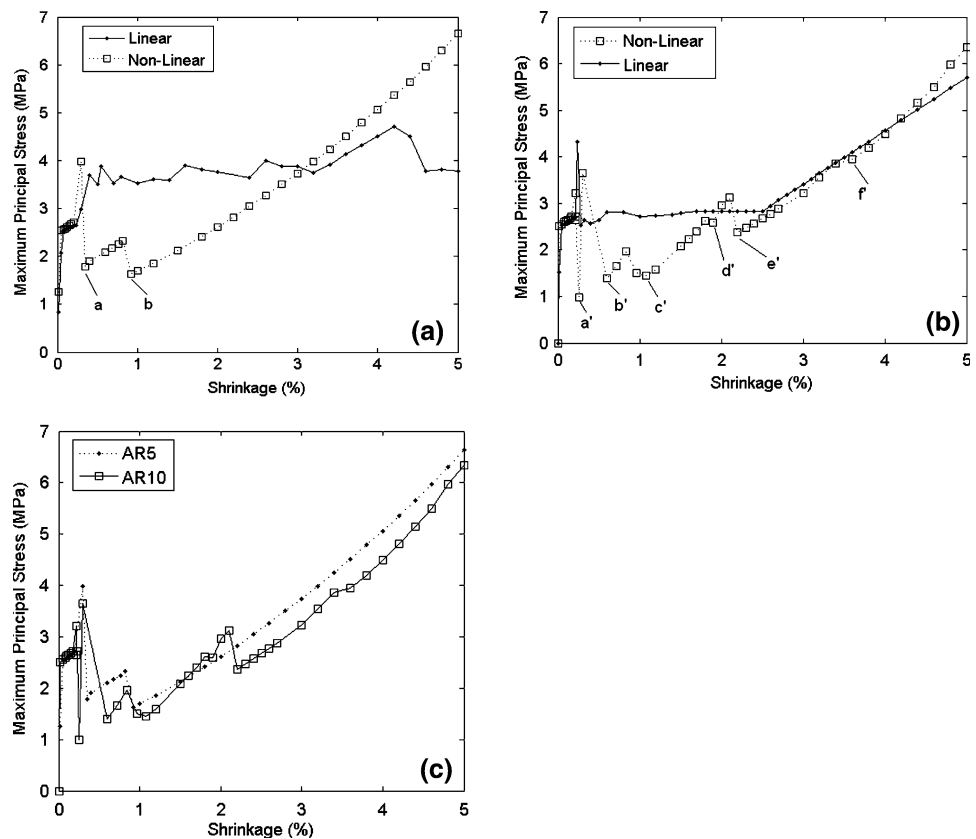 7
6
5
4
3
2
1
0
Maximum Principal Stress (MPa)
Linear
Non-Linear
a
b
(a)
0 1 2 3 4 5
Shrinkage (%)
7
6
5
4
3
2
1
0
Maximum Principal Stress (MPa)
Non-Linear
Linear
a'
b'
c'
d'
e'
f'
(b)
0 1 2 3 4 5
Shrinkage (%)
7
6
5
4
3
2
1
0
Maximum Principal Stress (MPa)
AR5
AR10
(c)
0 1 2 3 4 5
Shrinkage (%)